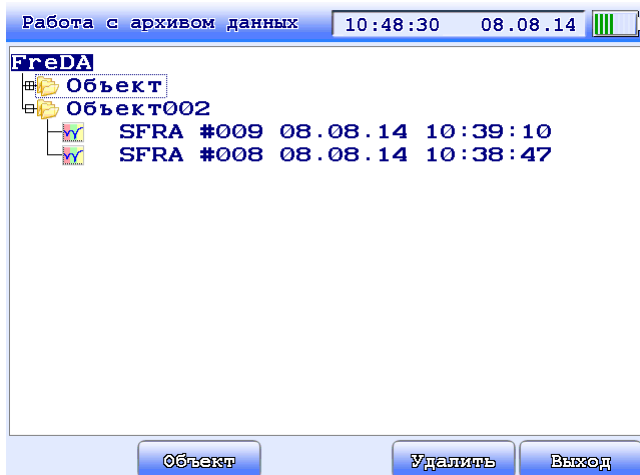 Работа с архивом данных 10:48:30 08.08.14
FreDA
Объект
Объект002
SFRA #009 08.08.14 10:39:10
SFRA #008 08.08.14 10:38:47
Объект Удалить Выход